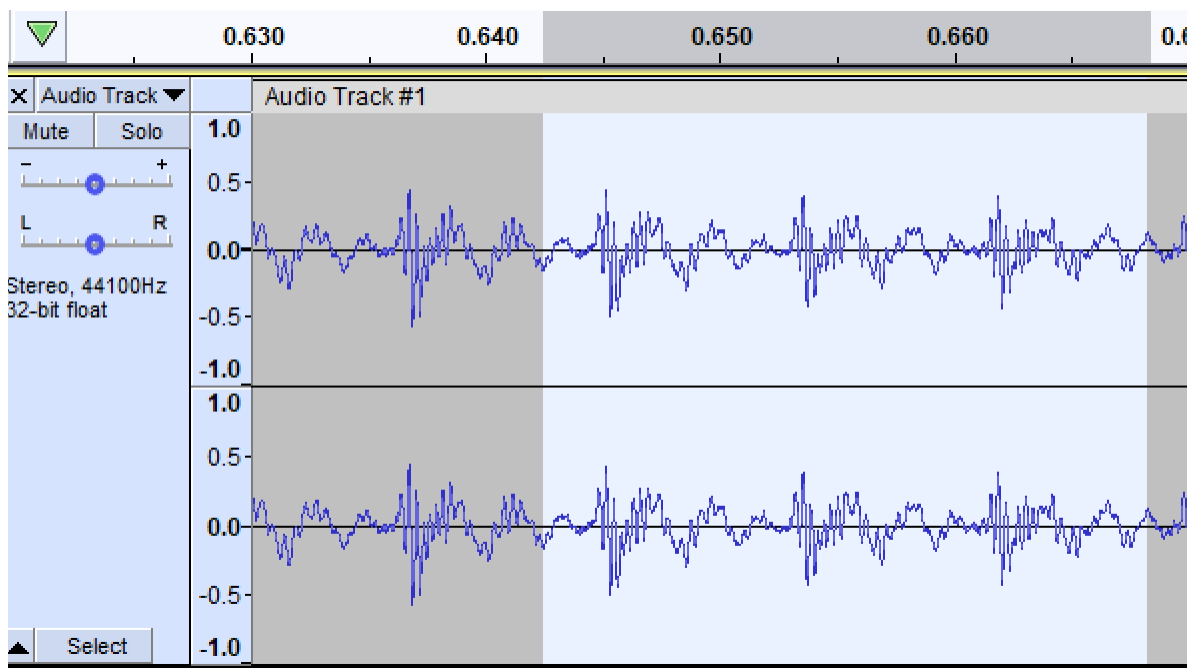 0.630 0.640 0.650 0.660
× Audio Track ▼ Audio Track #1
Mute Solo 1.0
- +
0.5
L R
0.0
Stereo, 44100Hz
32-bit float
-0.5
-1.0
1.0
0.5
0.0
-0.5
Select -1.0